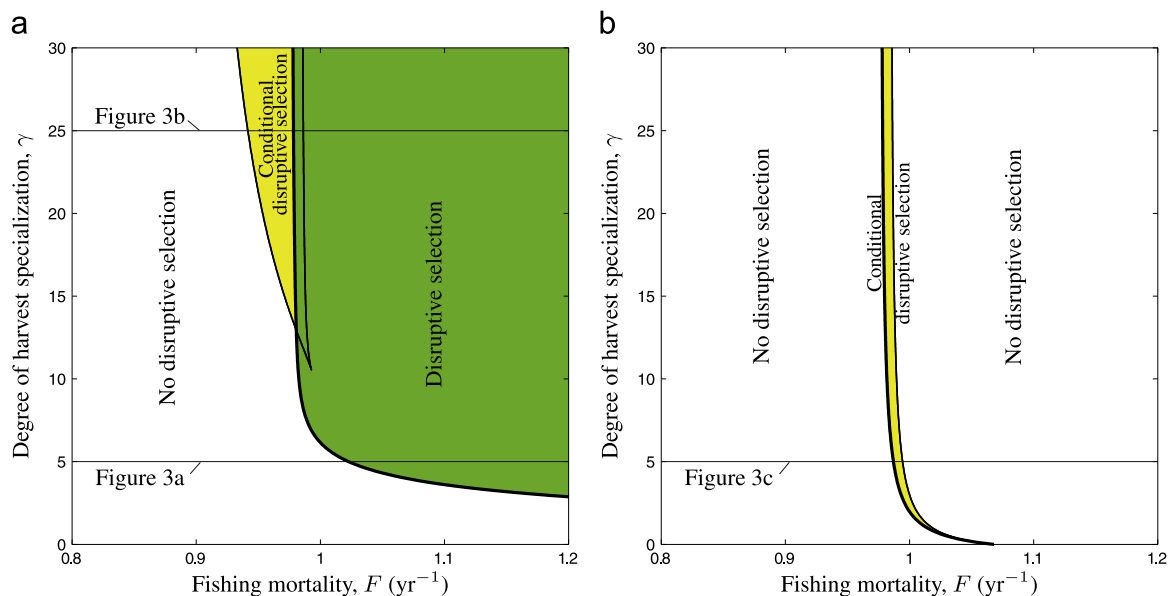 a
30
25
20
15
10
5
0
Degree of harvest specialization, γ
Figure 3b
Figure 3a
No disruptive selection
Conditional
disruptive selection
Disruptive selection
0.8 0.9 1 1.1 1.2
Fishing mortality, F (yr⁻¹)
b
30
25
20
15
10
5
0
Degree of harvest specialization, γ
No disruptive selection
Conditional
disruptive selection
No disruptive selection
Figure 3c
0.8 0.9 1 1.1 1.2
Fishing mortality, F (yr⁻¹)